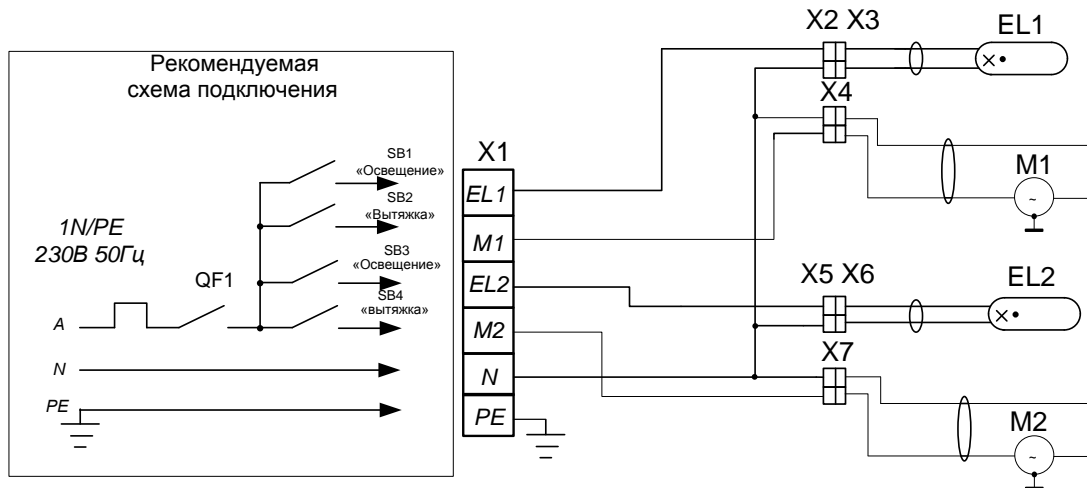 Рекомендуемая
схема подключения
1N/PE
230В 50Гц
QF1
A
N
PE
SB1
«Освещение»
SB2
«Вытяжка»
SB3
«Освещение»
SB4
«вытяжка»
X1
EL1
M1
EL2
M2
N
PE
X2 X3
EL1
X4
M1
~
X5 X6
EL2
X7
M2
~